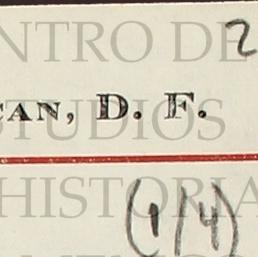 NTRO DE
2
CAN, D. F.
STUDIOS
HISTORIA
(1/4)